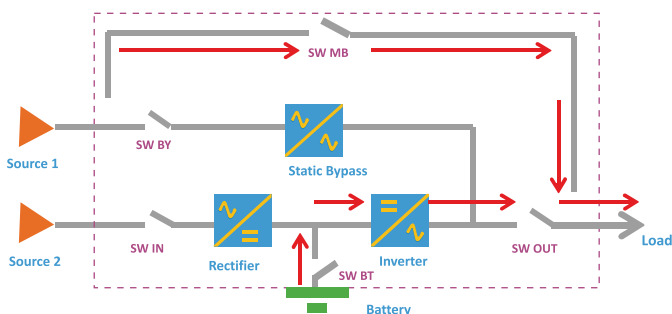 SW MB
SW BY
Source 1
Static Bypass
SW IN
SW OUT
Load
Source 2
Rectifier
SW BT
Inverter
Battery